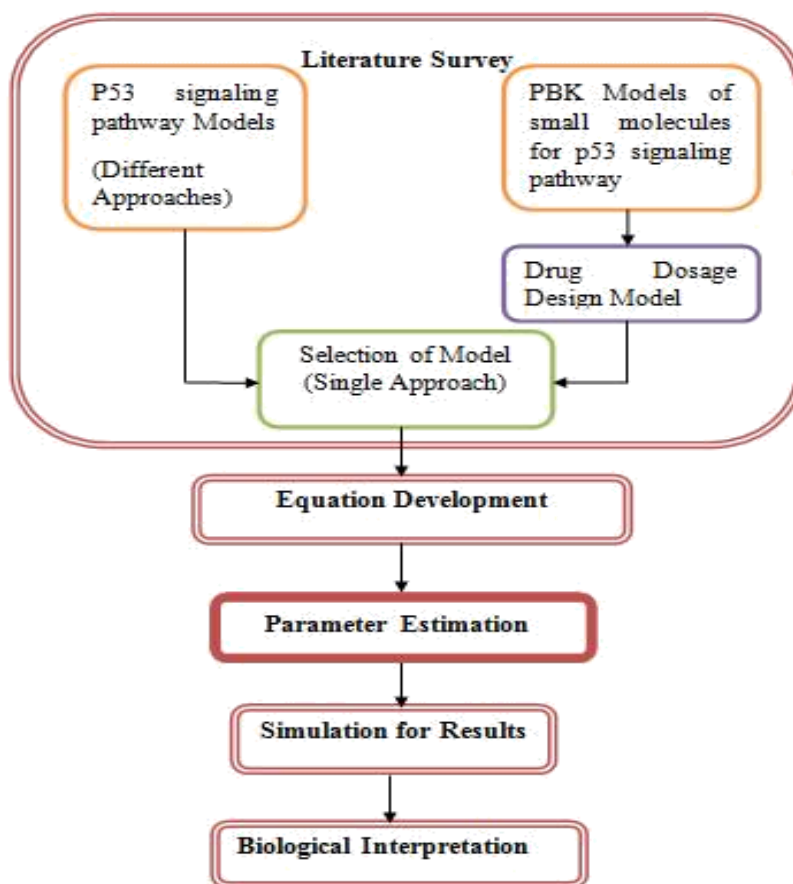 Literature Survey
P53 signaling
pathway Models
(Different
Approaches)
PBK Models of
small molecules
for p53 signaling
pathway
Drug Dosage
Design Model
Selection of Model
(Single Approach)
Equation Development
Parameter Estimation
Simulation for Results
Biological Interpretation